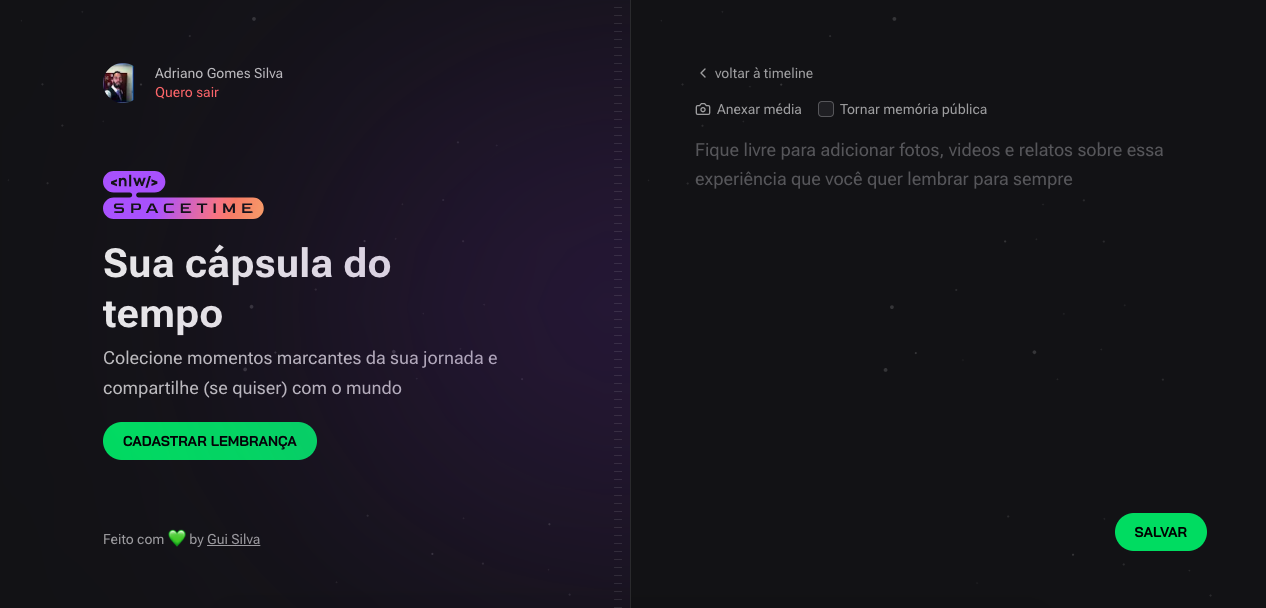 Adriano Gomes Silva
Quero sair
<nlw/>
SPACETIME
Sua cápsula do
tempo
Colecione momentos marcantes da sua jornada e
compartilhe (se quiser) com o mundo
CADASTRAR LEMBRANÇA
Feito com 💚 by Gui Silva
voltar à timeline
Anexar média Tornar memória pública
Fique livre para adicionar fotos, videos e relatos sobre essa
experiência que você quer lembrar para sempre
SALVAR